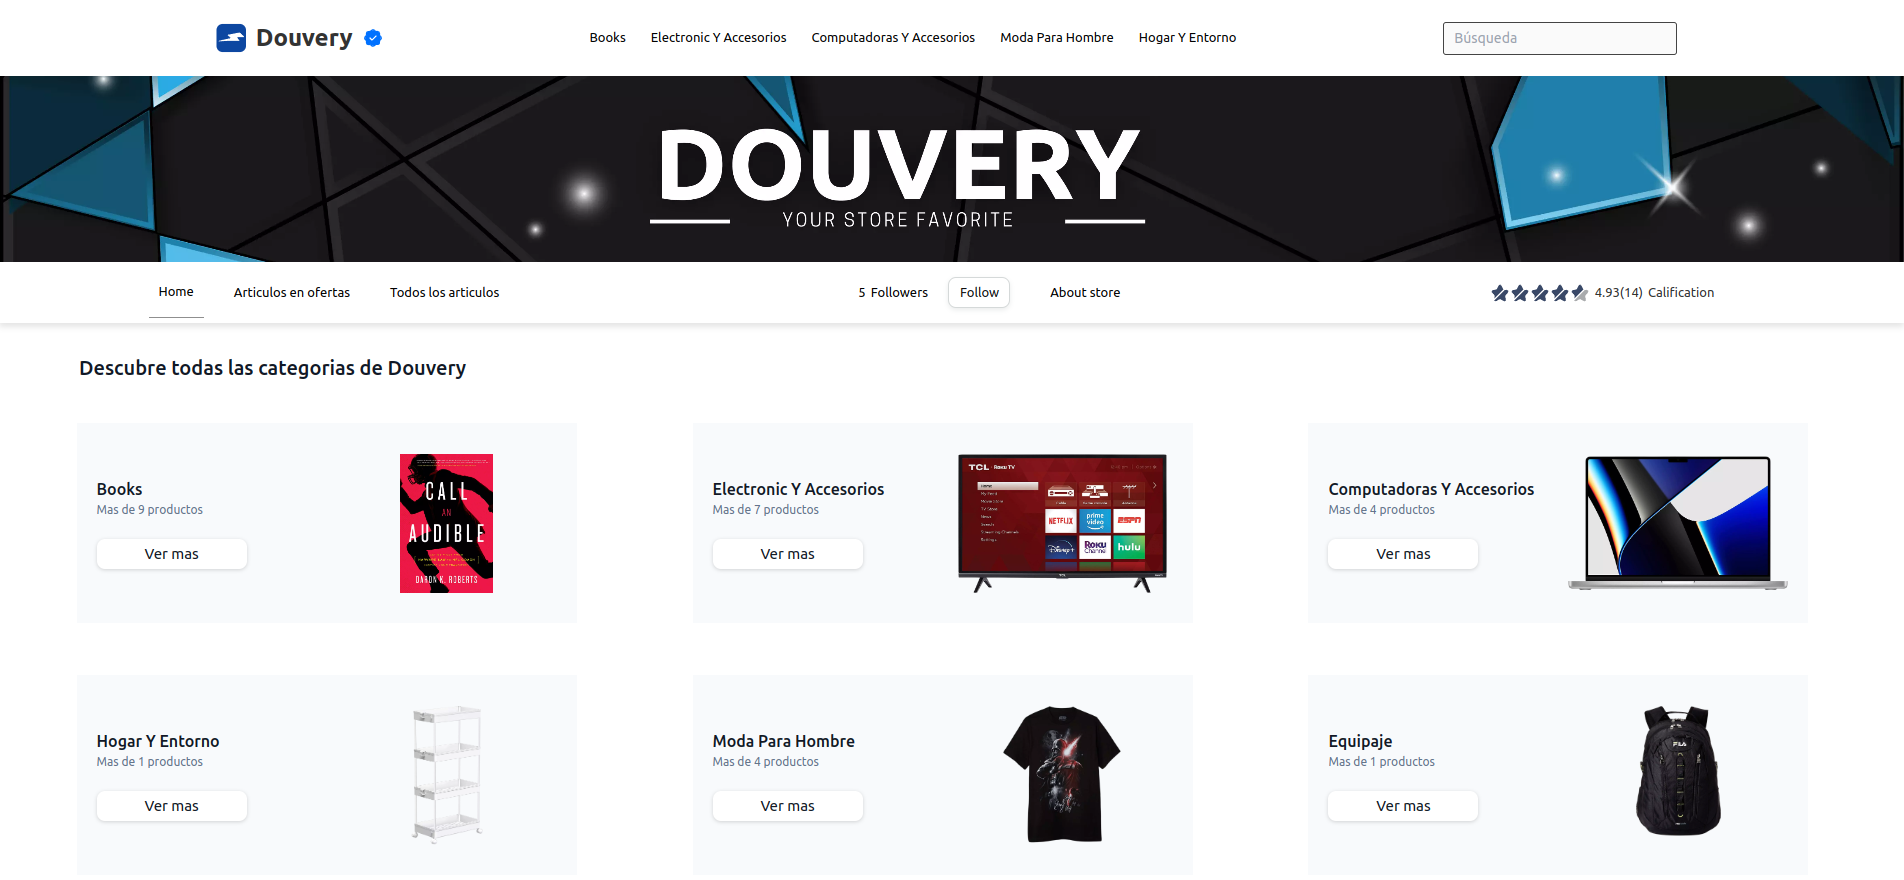 Douvery
Books Electronic Y Accesorios Computadoras Y Accesorios Moda Para Hombre Hogar Y Entorno
Búsqueda
DOUVERY
YOUR STORE FAVORITE
Home Articulos en ofertas Todos los articulos
5 Followers Follow About store
4.93(14) Calification
Descubre todas las categorias de Douvery
Books
Mas de 9 productos
Ver mas
CALL
AN
AUDIBLE
DARON K. ROBERTS
Electronic Y Accesorios
Mas de 7 productos
Ver mas
TCL Roku TV
Home
NETFLIX prime video ESPN
Disney+ Roku Channel hulu
Computadoras Y Accesorios
Mas de 4 productos
Ver mas
Hogar Y Entorno
Mas de 1 productos
Ver mas
Moda Para Hombre
Mas de 4 productos
Ver mas
Equipaje
Mas de 1 productos
Ver mas
FILA